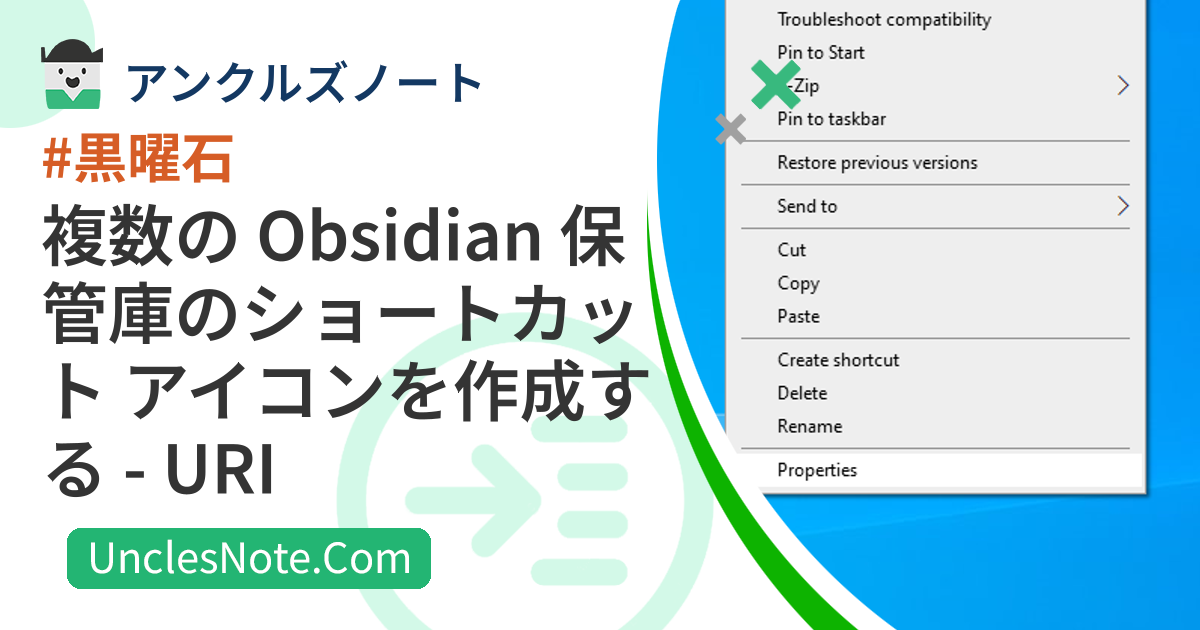 アンクルズノート
#黒曜石
複数の Obsidian 保
管庫のショートカッ
ト アイコンを作成す
る - URI
UnclesNote.Com
Troubleshoot compatibility
Pin to Start
-Zip
Pin to taskbar
Restore previous versions
Send to
Cut
Copy
Paste
Create shortcut
Delete
Rename
Properties